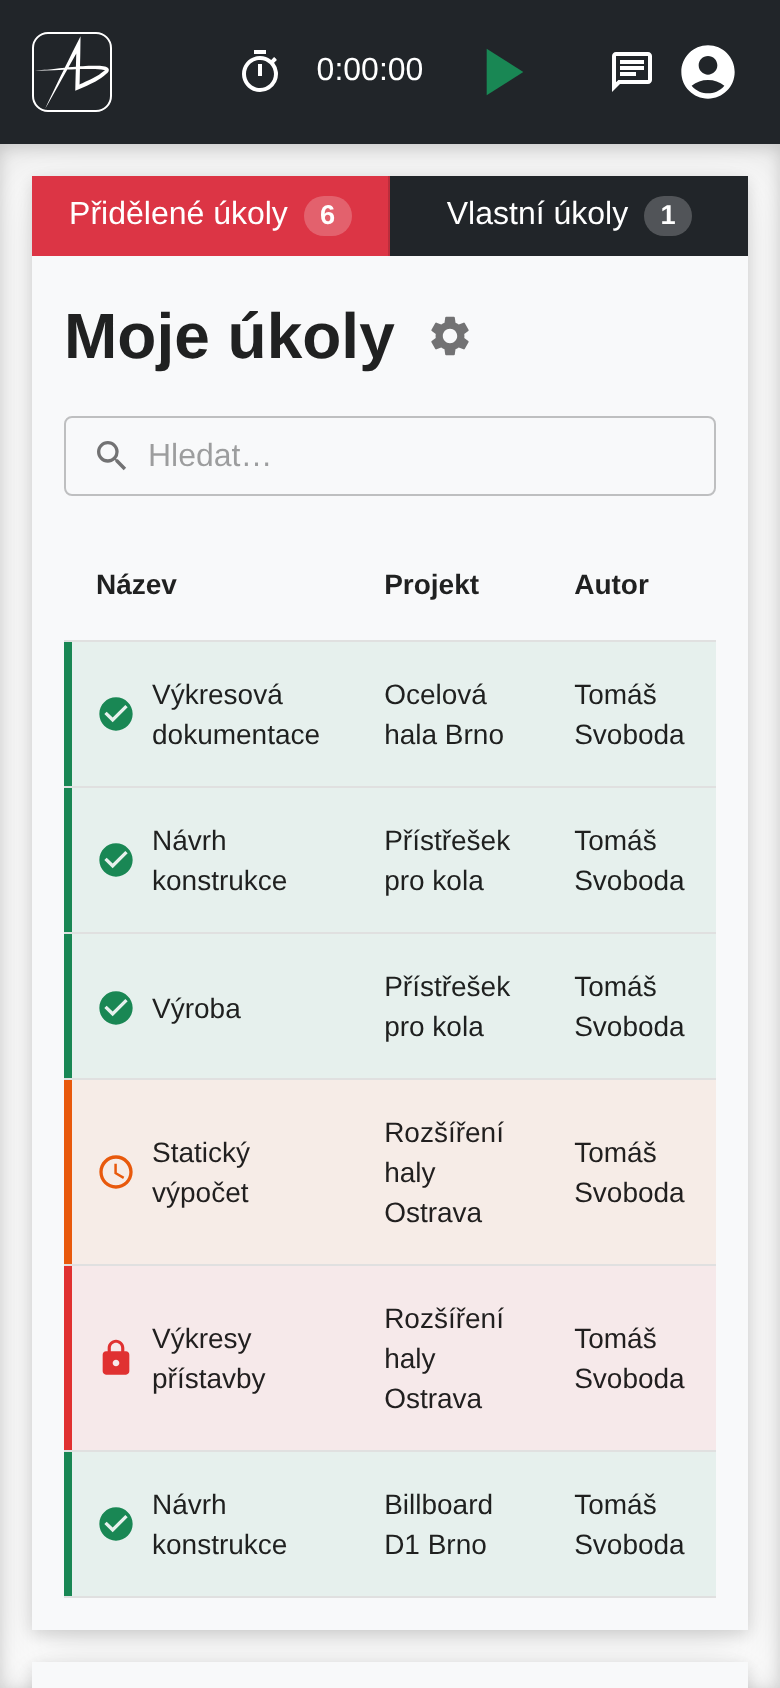 0:00:00
Přidělené úkoly 6 Vlastní úkoly 1
Moje úkoly
Hledat…
Název Projekt Autor
Výkresová dokumentace Ocelová hala Brno Tomáš Svoboda
Návrh konstrukce Přístřešek pro kola Tomáš Svoboda
Výroba Přístřešek pro kola Tomáš Svoboda
Statický výpočet Rozšíření haly Ostrava Tomáš Svoboda
Výkresy přístavby Rozšíření haly Ostrava Tomáš Svoboda
Návrh konstrukce Billboard D1 Brno Tomáš Svoboda